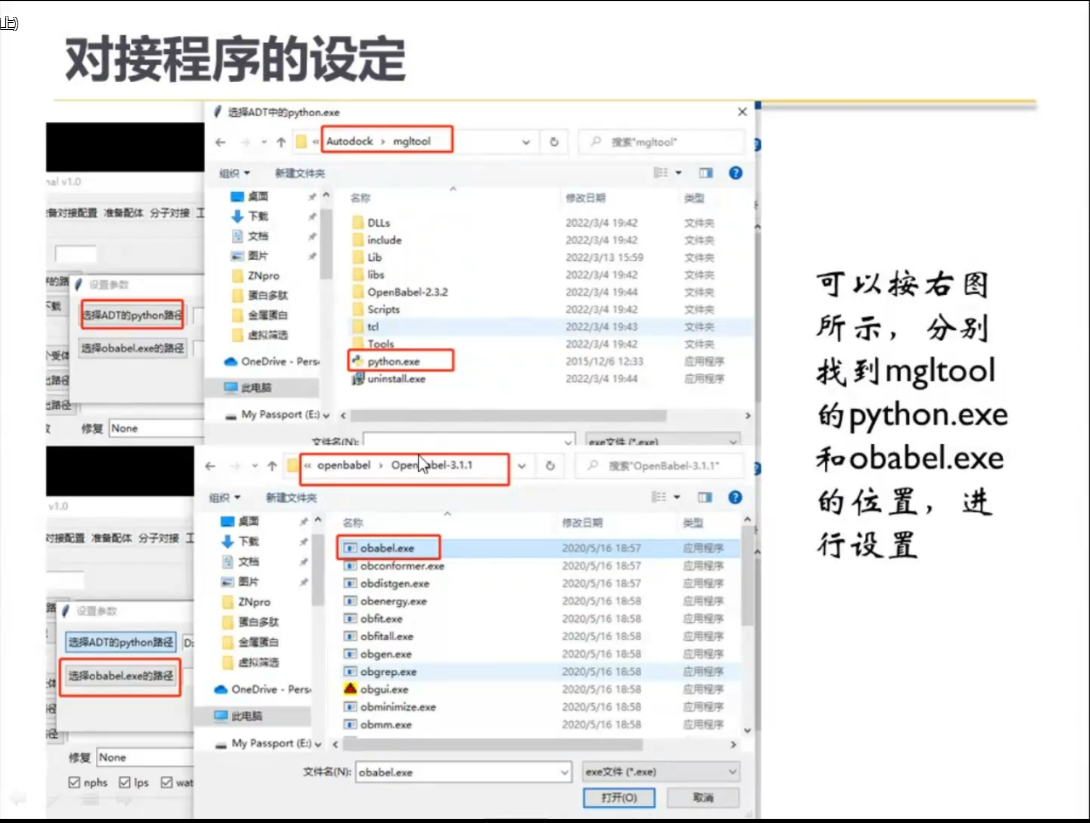 上)
对接程序的设定
选择ADT中的python.exe
Autodock › mgltool
搜索"mgltool"
组织 新建文件夹
名称 修改日期 类型
桌面
下载
文档
图片
ZNpro
蛋白多肽
金属蛋白
虚拟筛选
OneDrive - Pers
此电脑
My Passport (E:)
DLLs 2022/3/4 19:42 文件夹
include 2022/3/4 19:42 文件夹
Lib 2022/3/13 15:59 文件夹
libs 2022/3/4 19:42 文件夹
OpenBabel-2.3.2 2022/3/4 19:44 文件夹
Scripts 2022/3/4 19:42 文件夹
tcl 2022/3/4 19:43 文件夹
Tools 2022/3/4 19:42 文件夹
python.exe 2015/12/6 12:33 应用程序
uninstall.exe 2022/3/4 19:44 应用程序
文件名(N): exe文件 (*.exe)
nal v1.0
准备对接配置 准备配体 分子对接 工
设置参数
选择ADT的python路径
选择obabel.exe的路径
修复 None
openbabel › OpenBabel-3.1.1
搜索"OpenBabel-3.1.1"
组织 新建文件夹
名称 修改日期 类型
桌面
下载
文档
图片
ZNpro
蛋白多肽
金属蛋白
虚拟筛选
OneDrive - Pers
此电脑
My Passport (E:)
obabel.exe 2020/5/16 18:57 应用程序
obconformer.exe 2020/5/16 18:57 应用程序
obdistgen.exe 2020/5/16 18:57 应用程序
obenergy.exe 2020/5/16 18:58 应用程序
obfit.exe 2020/5/16 18:58 应用程序
obfitall.exe 2020/5/16 18:58 应用程序
obgen.exe 2020/5/16 18:58 应用程序
obgrep.exe 2020/5/16 18:58 应用程序
obgui.exe 2020/5/16 18:58 应用程序
obminimize.exe 2020/5/16 18:58 应用程序
obmm.exe 2020/5/16 18:58 应用程序
文件名(N): obabel.exe exe文件 (*.exe)
打开(O) 取消
v1.0
对接配置 准备配体 分子对接 工
设置参数
选择ADT的python路径 D:
选择obabel.exe的路径
修复 None
nphs lps wat
可以按右图
所示，分别
找到mgltool
的python.exe
和obabel.exe
的位置，进
行设置